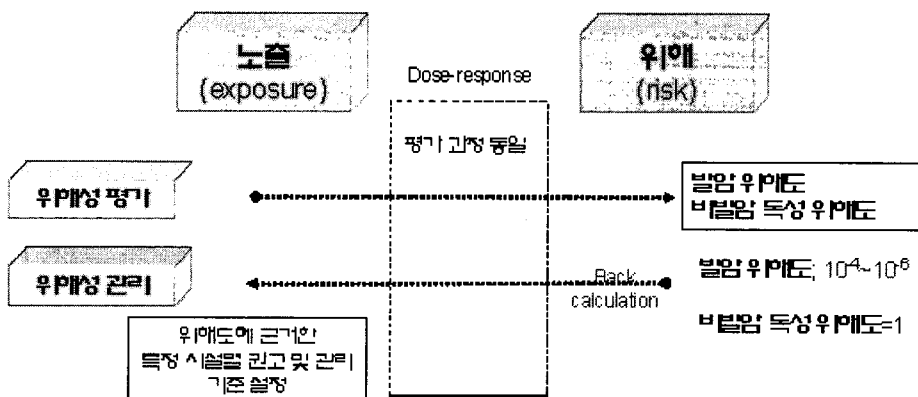 노출
(exposure)
Dose-response
위해
(risk)
평가 과정 동일
위해성 평가
발암 위해도
비발암 독성 위해도
위해성 관리
Back
calculation
발암 위해도; 10⁻⁴~10⁻⁶
비발암 독성 위해도=1
위해도에 근거한
특정 시설별 권고 및 관리
기준 설정